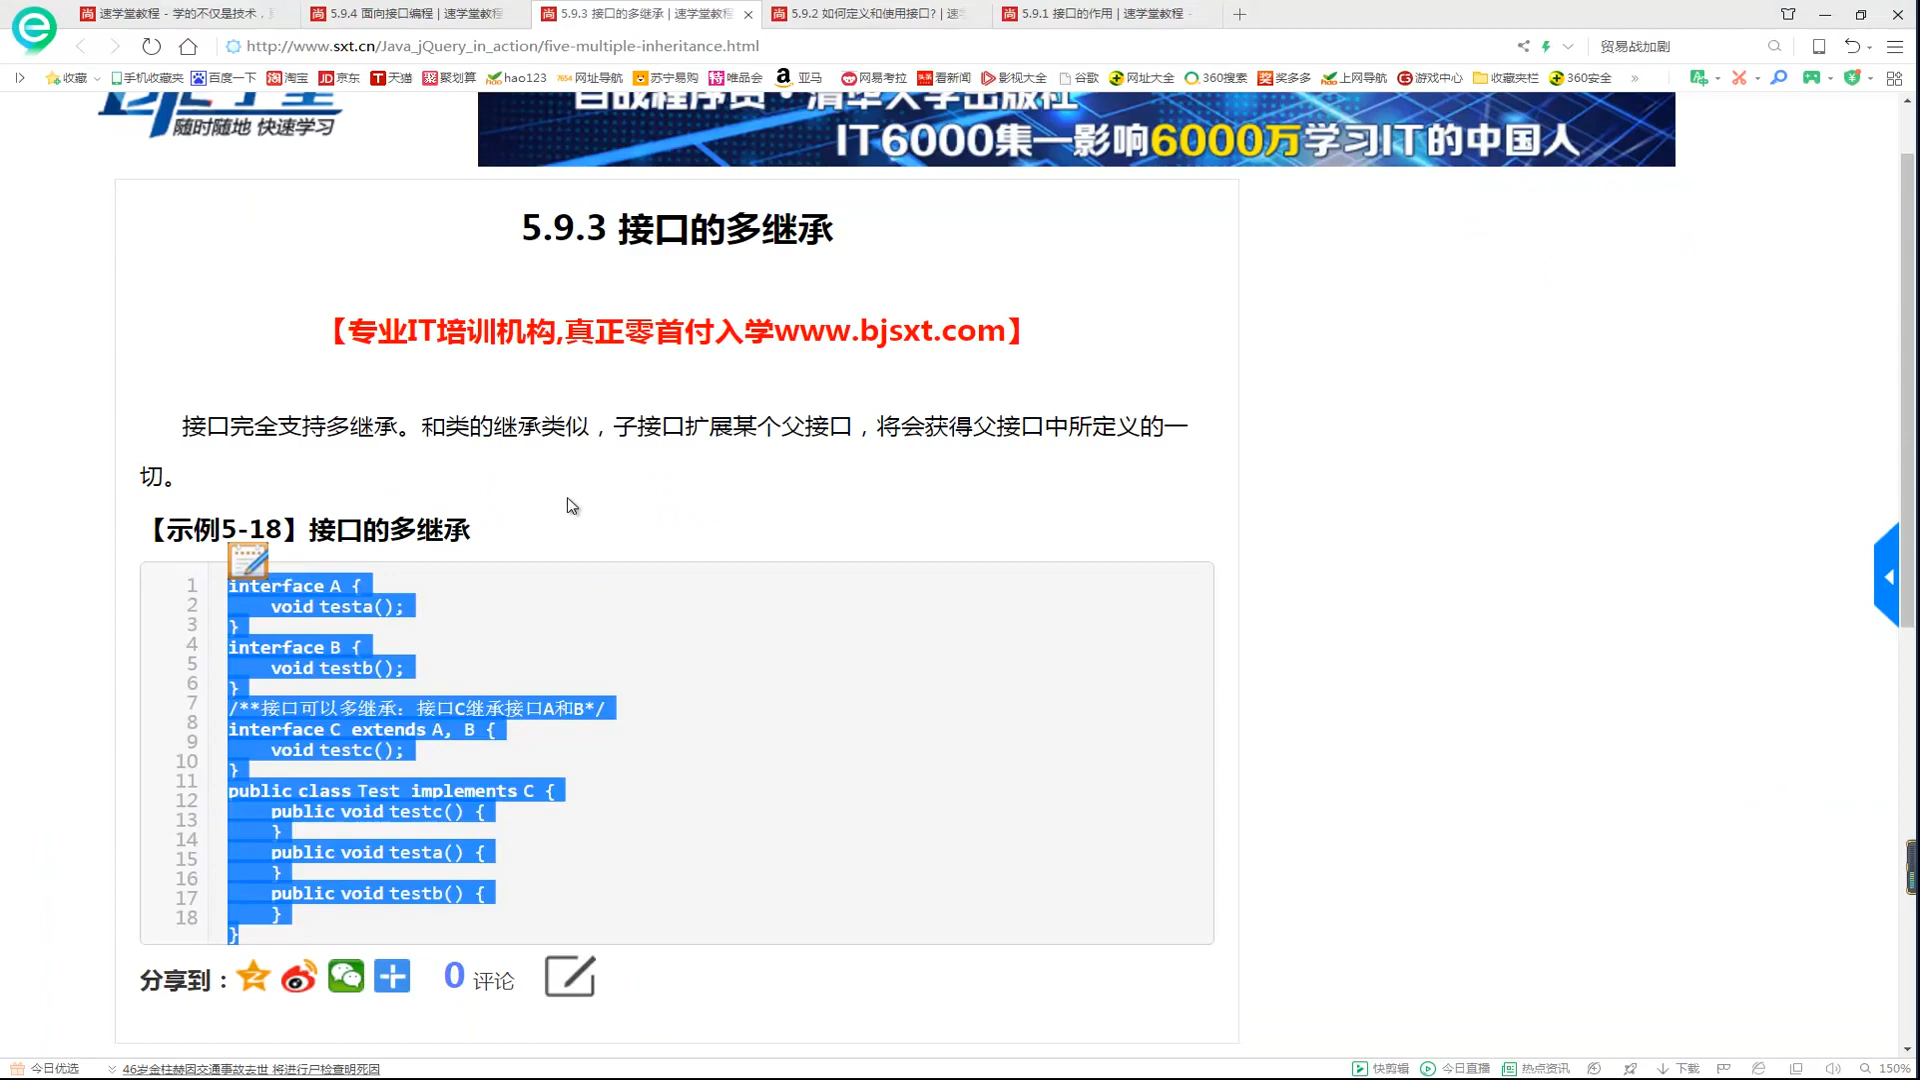 速学堂教程 - 学的不仅是技术，
5.9.4 面向接口编程 | 速学堂教程
5.9.3 接口的多继承 | 速学堂教程
5.9.2 如何定义和使用接口? | 速
5.9.1 接口的作用 | 速学堂教程 -
http://www.sxt.cn/Java_jQuery_in_action/five-multiple-inheritance.html
贸易战加剧
收藏 手机收藏夹 百度一下 淘宝 京东 天猫 聚划算 hao123 网址导航 苏宁易购 唯品会 亚马 网易考拉 看新闻 影视大全 谷歌 网址大全 360搜索 奖多多 上网导航 游戏中心 收藏夹栏 360安全 »
随时随地 快速学习
百战程序员·清华大学出版社
IT6000集—影响6000万学习IT的中国人
5.9.3 接口的多继承
【专业IT培训机构,真正零首付入学www.bjsxt.com】
接口完全支持多继承。和类的继承类似，子接口扩展某个父接口，将会获得父接口中所定义的一
切。
【示例5-18】接口的多继承
1 interface A {
2 void testa();
3 }
4 interface B {
5 void testb();
6 }
7 /**接口可以多继承：接口C继承接口A和B*/
8 interface C extends A, B {
9 void testc();
10 }
11 public class Test implements C {
12 public void testc() {
13 }
14 public void testa() {
15 }
16 public void testb() {
17 }
18 }
分享到：
0 评论
今日优选
46岁金柱赫因交通事故去世 将进行尸检查明死因
快剪辑 今日直播 热点资讯 下载 150%